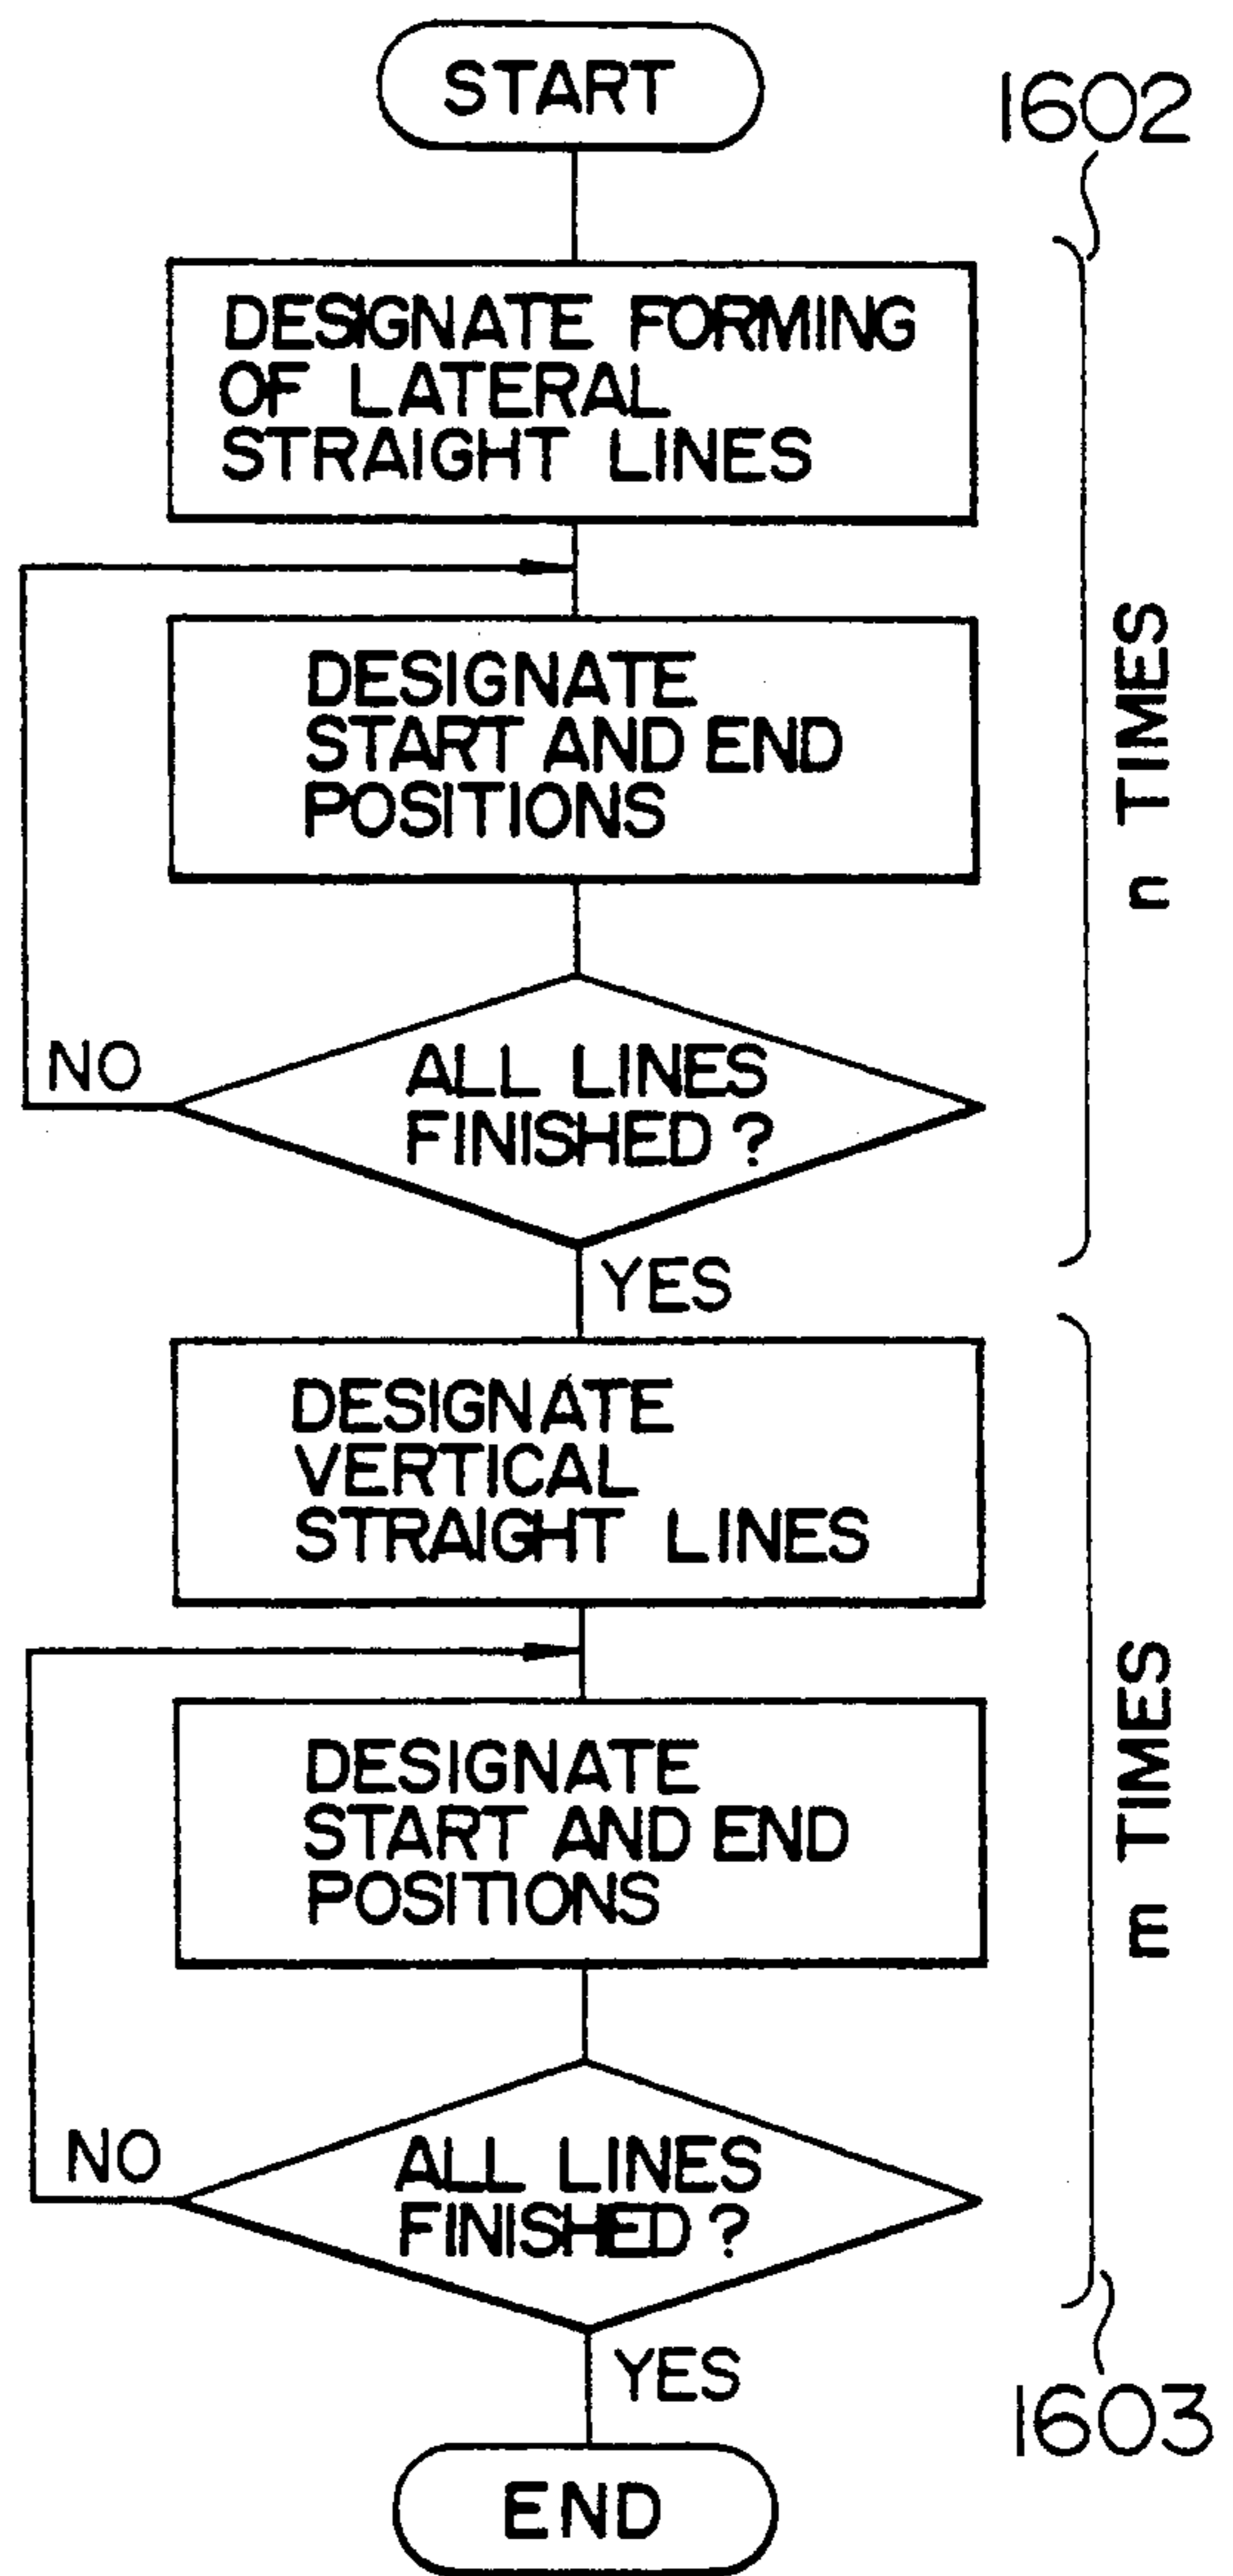 START
1602
DESIGNATE FORMING
OF LATERAL
STRAIGHT LINES
DESIGNATE
START AND END
POSITIONS
n TIMES
NO
ALL LINES
FINISHED?
YES
DESIGNATE
VERTICAL
STRAIGHT LINES
DESIGNATE
START AND END
POSITIONS
m TIMES
NO
ALL LINES
FINISHED?
YES
1603
END